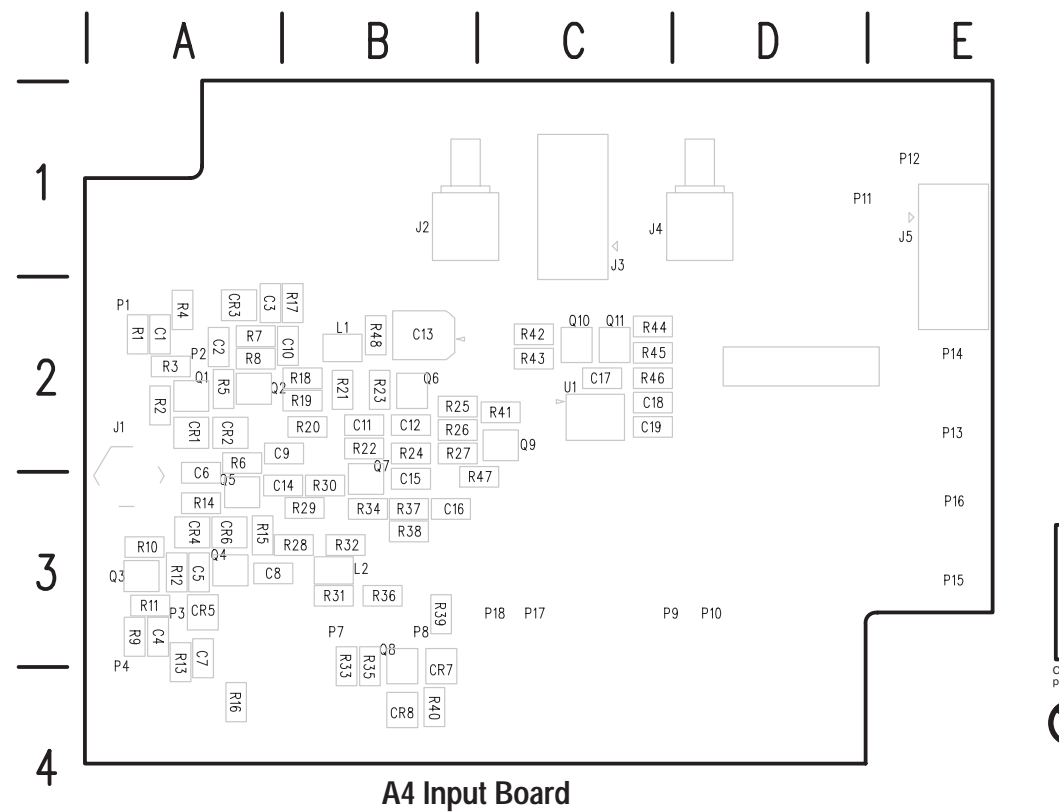 A B C D E
1
P12
P11
J2 J4 J5
J3
P1 R4 CR3 C3 R17
R1 C1 L1 R48 C13 Q10 Q11 R44
R7 R42
P2 C2 R8 C10 R43 R45 P14
2
R3 Q1 R5 Q2 R18 R21 R23 Q6 U1 C17 R46
R2 R19 R25 R41 C18
J1 CR1 CR2 R20 C11 C12 R26 C19 P13
C9 R22 R24 R27 Q9
C6 R6 Q5 Q7 C15 R47
C14 R30
R14 R29 R34 R37 C16 P16
CR4 CR6 R15 R38
R10 R28 R32
3
Q3 R12 C5 Q4 C8 L2 P15
R31 R36
R11 P3 CR5 R39 P18 P17 P9 P10
R9 C4 P7 P8
P4 R13 C7 R33 R35 Q8 CR7
R16 CR8 R40
4
A4 Input Board